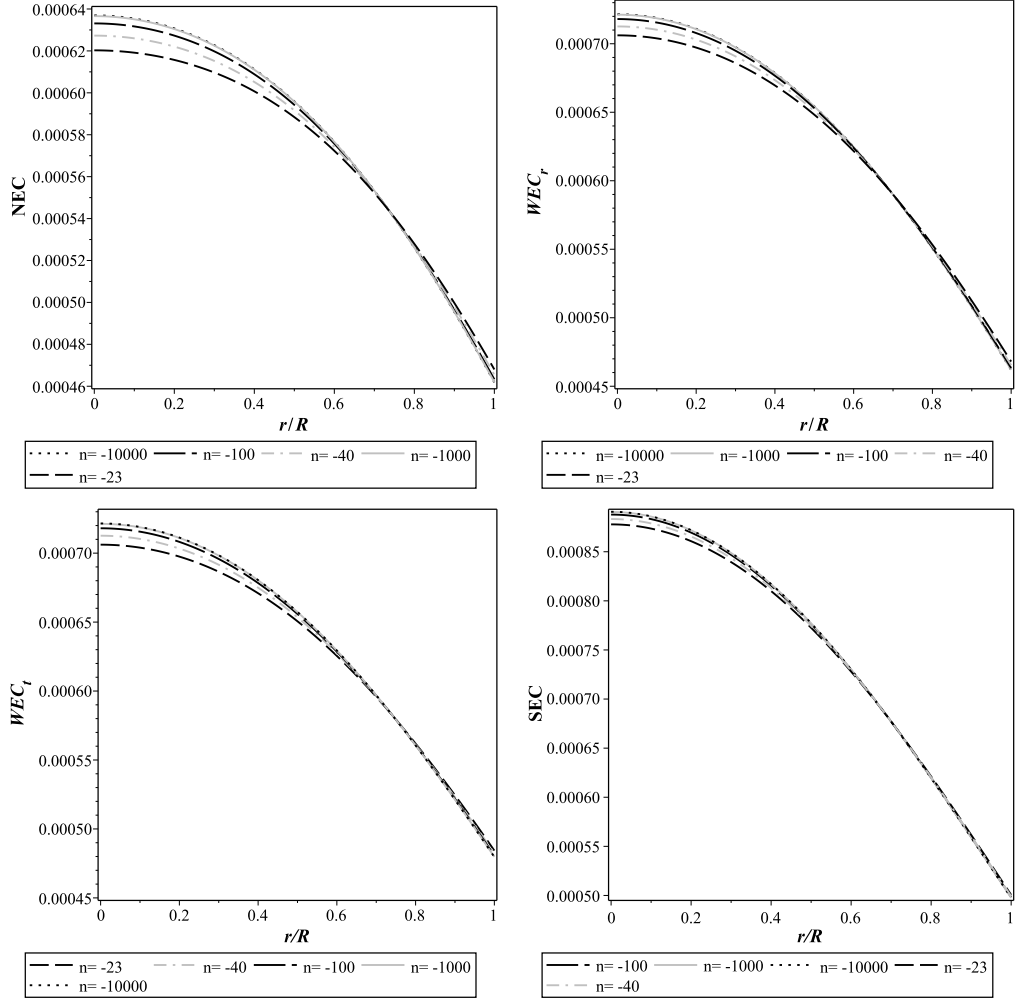 0.00064
0.00062
0.00060
0.00058
0.00056
0.00054
0.00052
0.00050
0.00048
0.00046
NEC
0 0.2 0.4 0.6 0.8 1
r/R
n= -10000 n= -100 n= -40 n= -1000
n= -23
0.00070
0.00065
0.00060
0.00055
0.00050
0.00045
WECr
0 0.2 0.4 0.6 0.8 1
r/R
n= -10000 n= -1000 n= -100 n= -40
n= -23
0.00070
0.00065
0.00060
0.00055
0.00050
0.00045
WECt
0 0.2 0.4 0.6 0.8 1
r/R
n= -23 n= -40 n= -100 n= -1000
n= -10000
0.00085
0.00080
0.00075
0.00070
0.00065
0.00060
0.00055
0.00050
SEC
0 0.2 0.4 0.6 0.8 1
r/R
n= -100 n= -1000 n= -10000 n= -23
n= -40